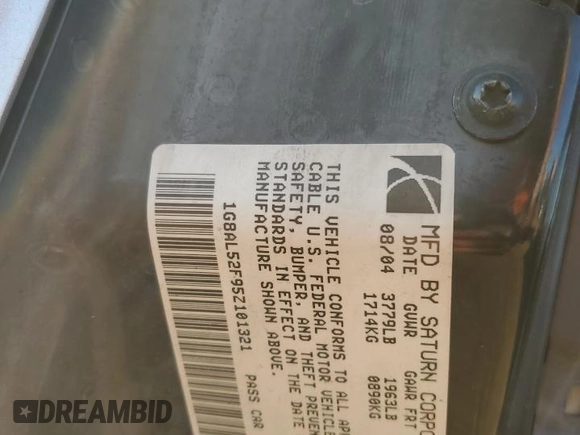 MFD BY SATURN CORPO
DATE GVWR GAWR FRT
08/04 3779LB 1963LB
1714KG 0890KG
THIS VEHICLE CONFORMS TO ALL APP
CABLE U.S. FEDERAL MOTOR VEHICLE
SAFETY, BUMPER, AND THEFT PREVEN
STANDARDS IN EFFECT ON THE DATE
MANUFACTURE SHOWN ABOVE.
1G8AL52F95Z101321 PASS CAR
DREAMBID